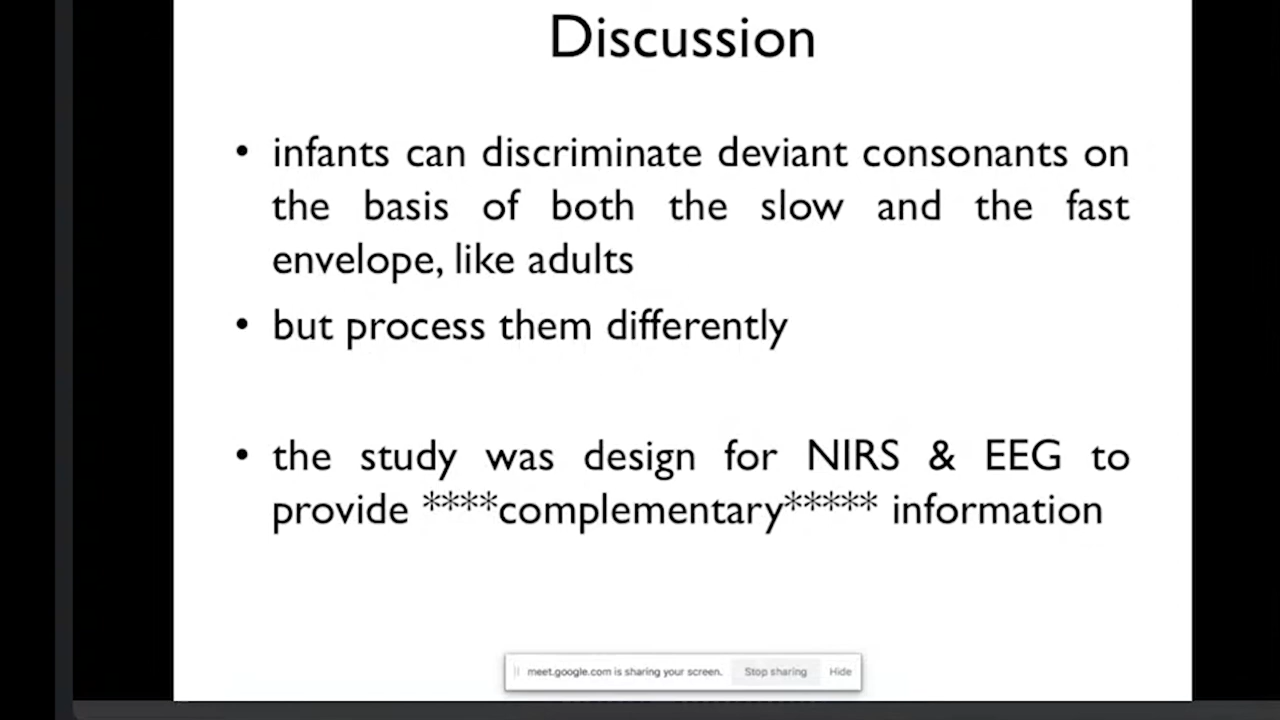 Discussion
• infants can discriminate deviant consonants on
the basis of both the slow and the fast
envelope, like adults
• but process them differently
• the study was design for NIRS & EEG to
provide ****complementary***** information
meet.google.com is sharing your screen. Stop sharing Hide